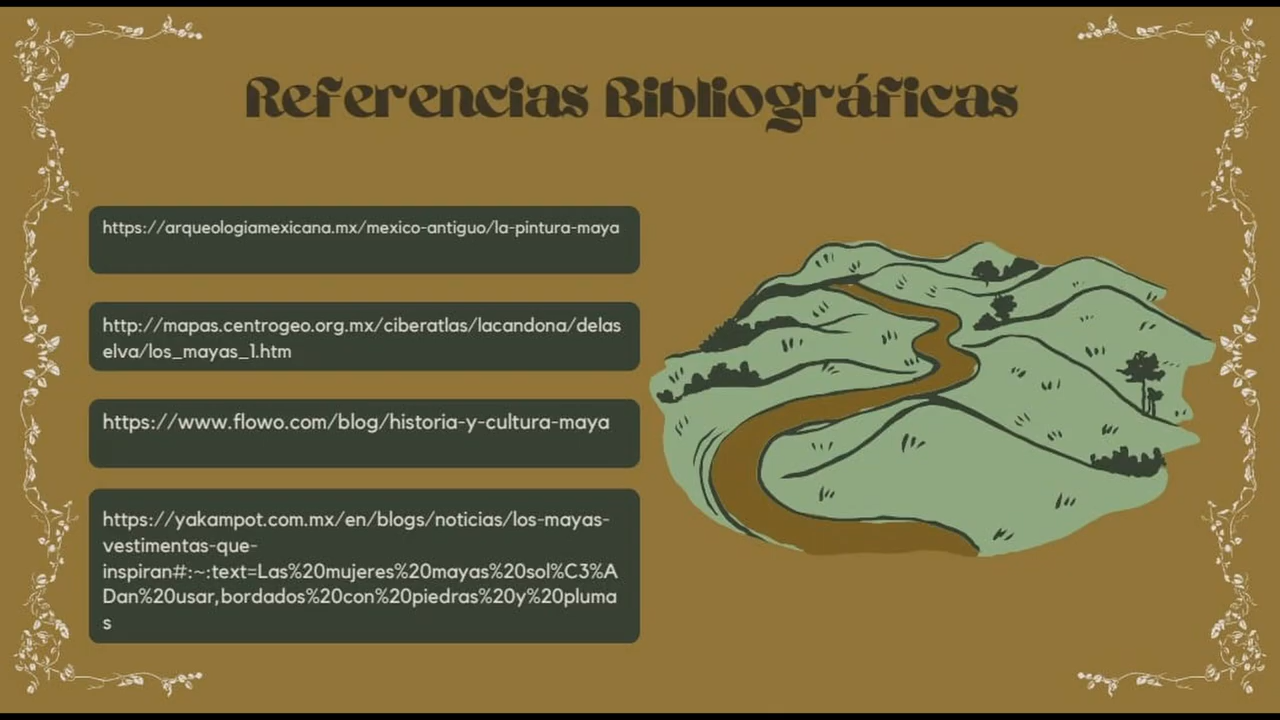 Referencias Bibliográficas
https://arqueologiamexicana.mx/mexico-antiguo/la-pintura-maya
http://mapas.centrogeo.org.mx/ciberatlas/lacandona/delas
elva/los_mayas_1.htm
https://www.flowo.com/blog/historia-y-cultura-maya
https://yakampot.com.mx/en/blogs/noticias/los-mayas-
vestimentas-que-
inspiran#:~:text=Las%20mujeres%20mayas%20sol%C3%A
Dan%20usar,bordados%20con%20piedras%20y%20pluma
s